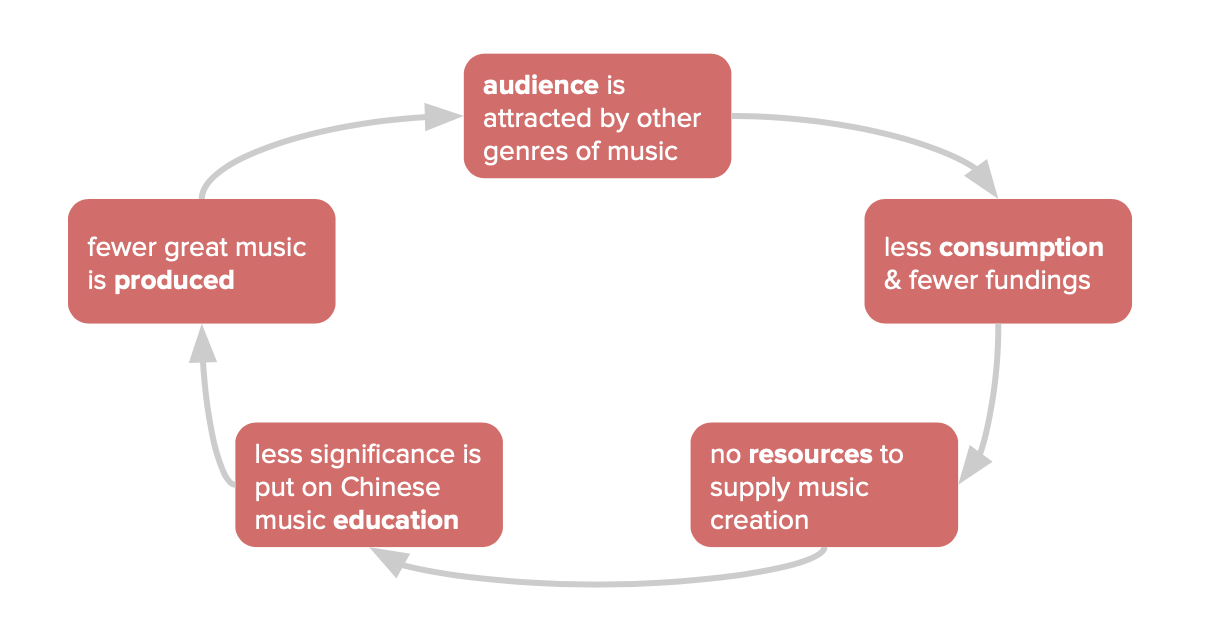 audience is
attracted by other
genres of music
less consumption
& fewer fundings
no resources to
supply music
creation
less significance is
put on Chinese
music education
fewer great music
is produced